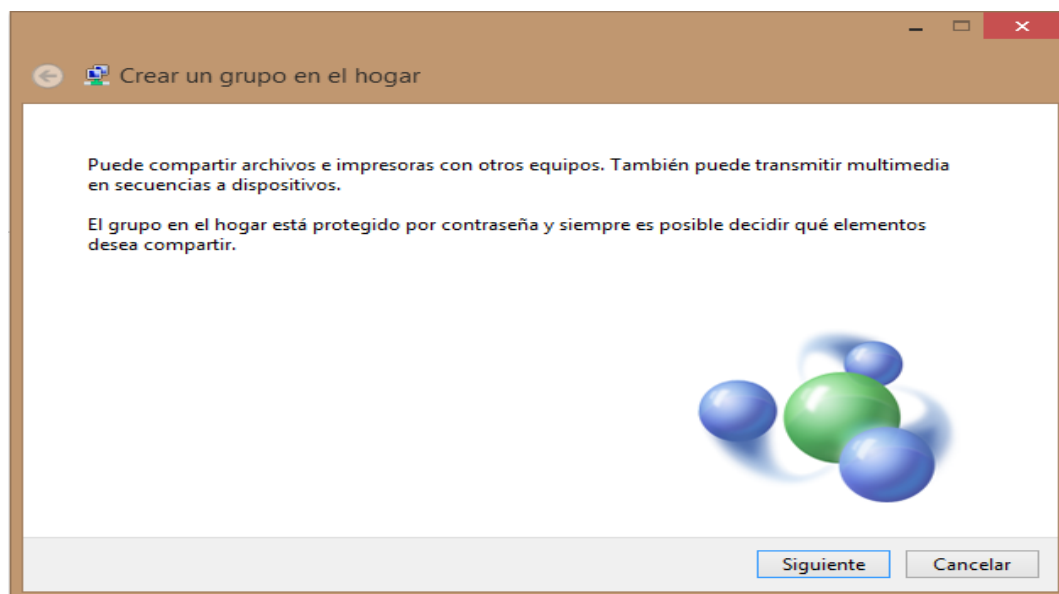 Crear un grupo en el hogar
Puede compartir archivos e impresoras con otros equipos. También puede transmitir multimedia
en secuencias a dispositivos.
El grupo en el hogar está protegido por contraseña y siempre es posible decidir qué elementos
desea compartir.
Siguiente
Cancelar